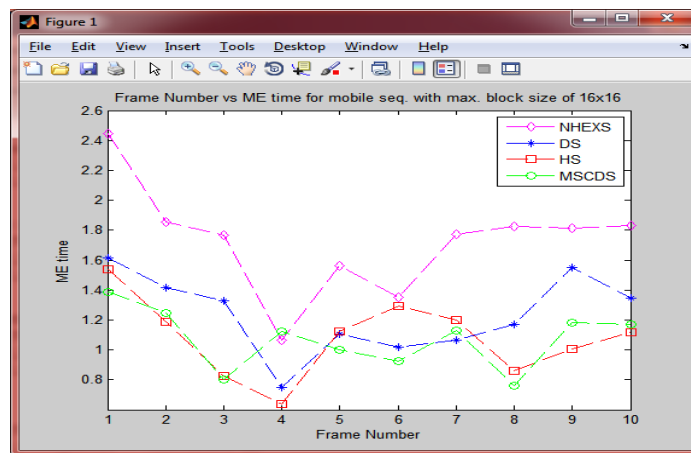 Figure 1
File Edit View Insert Tools Desktop Window Help
Frame Number vs ME time for mobile seq. with max. block size of 16x16
2.6
2.4
2.2
2
1.8
1.6
1.4
1.2
1
0.8
ME time
NHEXS
DS
HS
MSCDS
1 2 3 4 5 6 7 8 9 10
Frame Number